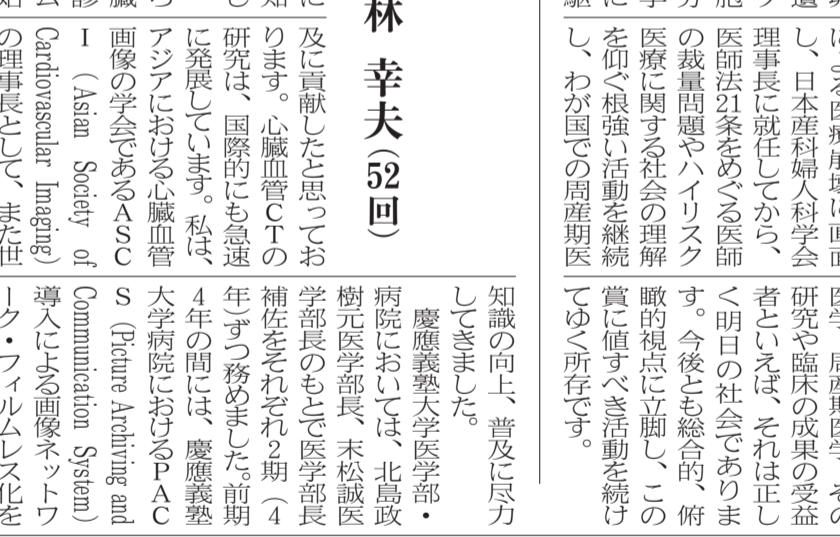 し、日本産科婦人科学会
理事長に就任してから、
医師法21条をめぐる医師
の裁量問題やハイリスク
医療に関する社会の理解
を仰ぐ根強い活動を継続
し、わが国での周産期医
研究や臨床の成果の受益
者といえば、それは正し
く明日の社会でありま
す。今後とも総合的、俯
瞰的視点に立脚し、この
賞に値すべき活動を続け
てゆく所存です。
林 幸夫（52回）
及に貢献したと思ってお
ります。心臓血管CTの
研究は、国際的にも急速
に発展しています。私は、
アジアにおける心臓血管
画像の学会であるASC
I（Asian Society of
Cardiovascular Imaging）
の理事長として、また世
知識の向上、普及に尽力
してきました。
慶應義塾大学医学部・
病院においては、北島政
樹元医学部長、末松誠医
学部長のもとで医学部長
補佐をそれぞれ2期（4
年）ずつ務めました。前期
4年の間には、慶應義塾
大学病院におけるPAC
S（Picture Archiving and
Communication System）
導入による画像ネットワ
ーク・フィルムレス化を